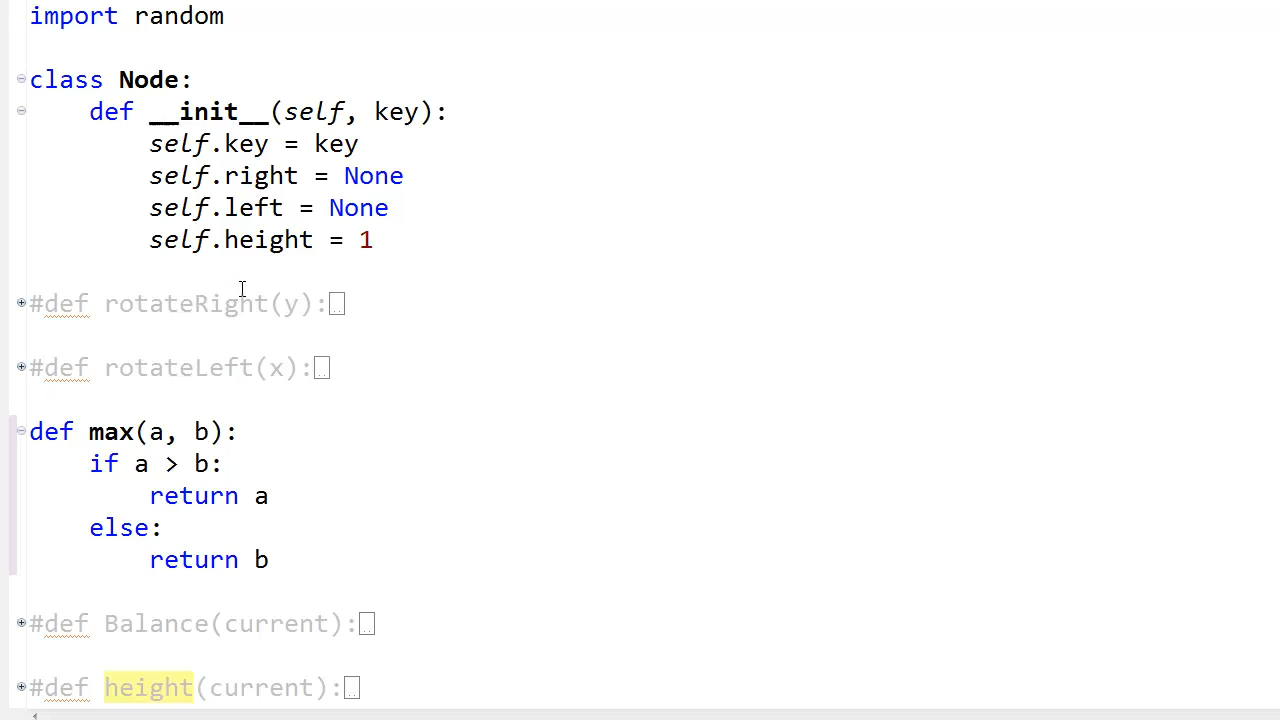 import random
class Node:
    def __init__(self, key):
        self.key = key
        self.right = None
        self.left = None
        self.height = 1
#def rotateRight(y):..
#def rotateLeft(x):..
def max(a, b):
    if a > b:
        return a
    else:
        return b
#def Balance(current):..
#def height(current):..